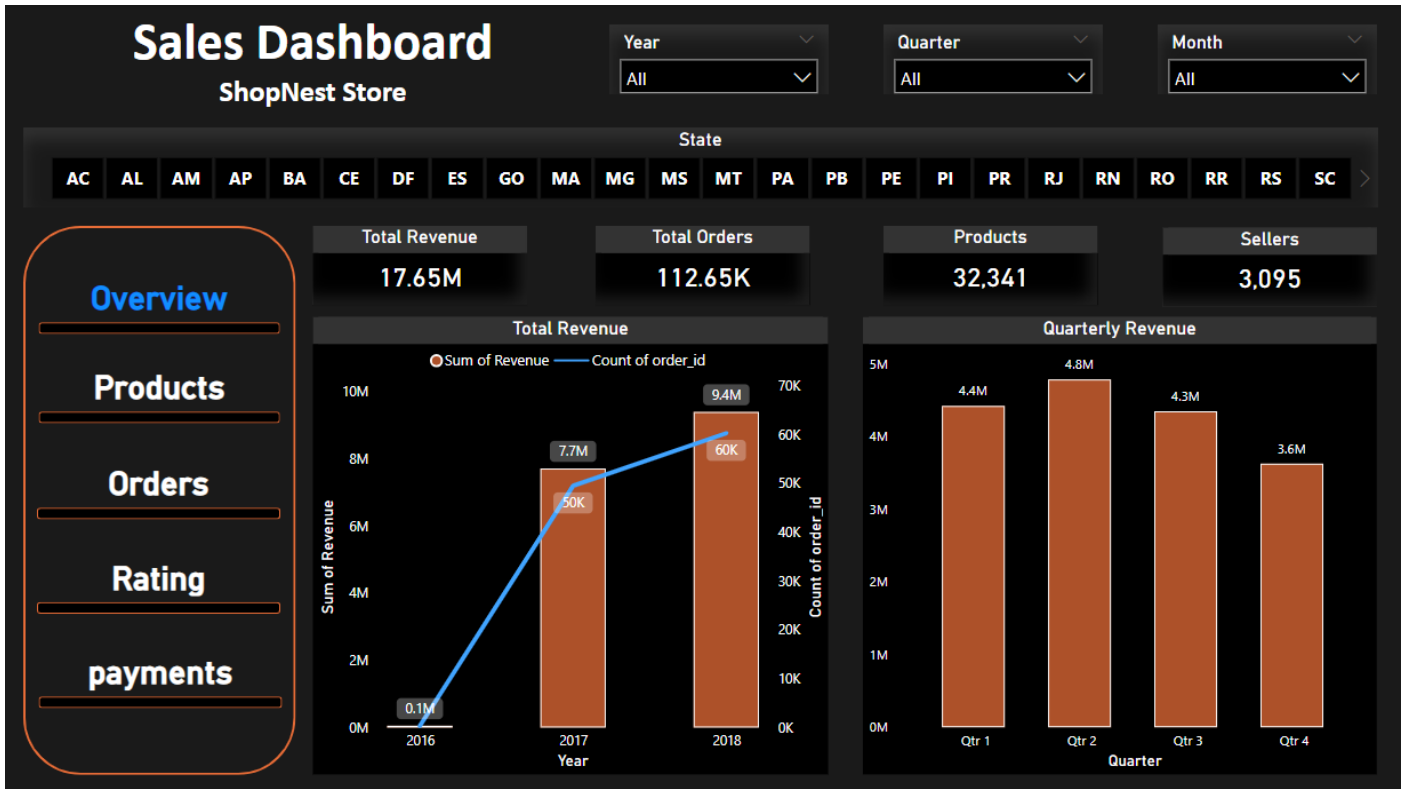 Sales Dashboard
ShopNest Store
Year
All
Quarter
All
Month
All
State
AC AL AM AP BA CE DF ES GO MA MG MS MT PA PB PE PI PR RJ RN RO RR RS SC
Overview
Products
Orders
Rating
payments
Total Revenue
17.65M
Total Orders
112.65K
Products
32,341
Sellers
3,095
Total Revenue
Sum of Revenue Count of order_id
Sum of Revenue
10M
8M
6M
4M
2M
0M
0.1M
7.7M
50K
9.4M
60K
70K
60K
50K
40K
30K
20K
10K
0K
Count of order_id
2016 2017 2018
Year
Quarterly Revenue
5M
4M
3M
2M
1M
0M
4.4M
4.8M
4.3M
3.6M
Qtr 1 Qtr 2 Qtr 3 Qtr 4
Quarter